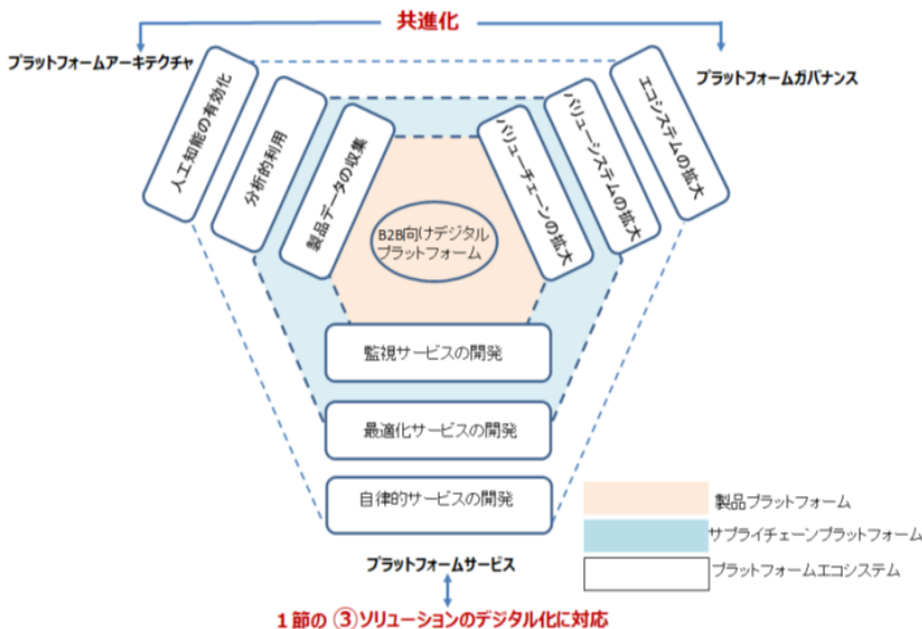 共進化
プラットフォームアーキテクチャ
プラットフォームガバナンス
人工知能の有効化
分析的利用
製品データの収集
バリューチェーンの拡大
バリューシステムの拡大
エコシステムの拡大
B2B向けデジタル
プラットフォーム
監視サービスの開発
最適化サービスの開発
自律的サービスの開発
製品プラットフォーム
サプライチェーンプラットフォーム
プラットフォームエコシステム
プラットフォームサービス
1節の ③ソリューションのデジタル化に対応